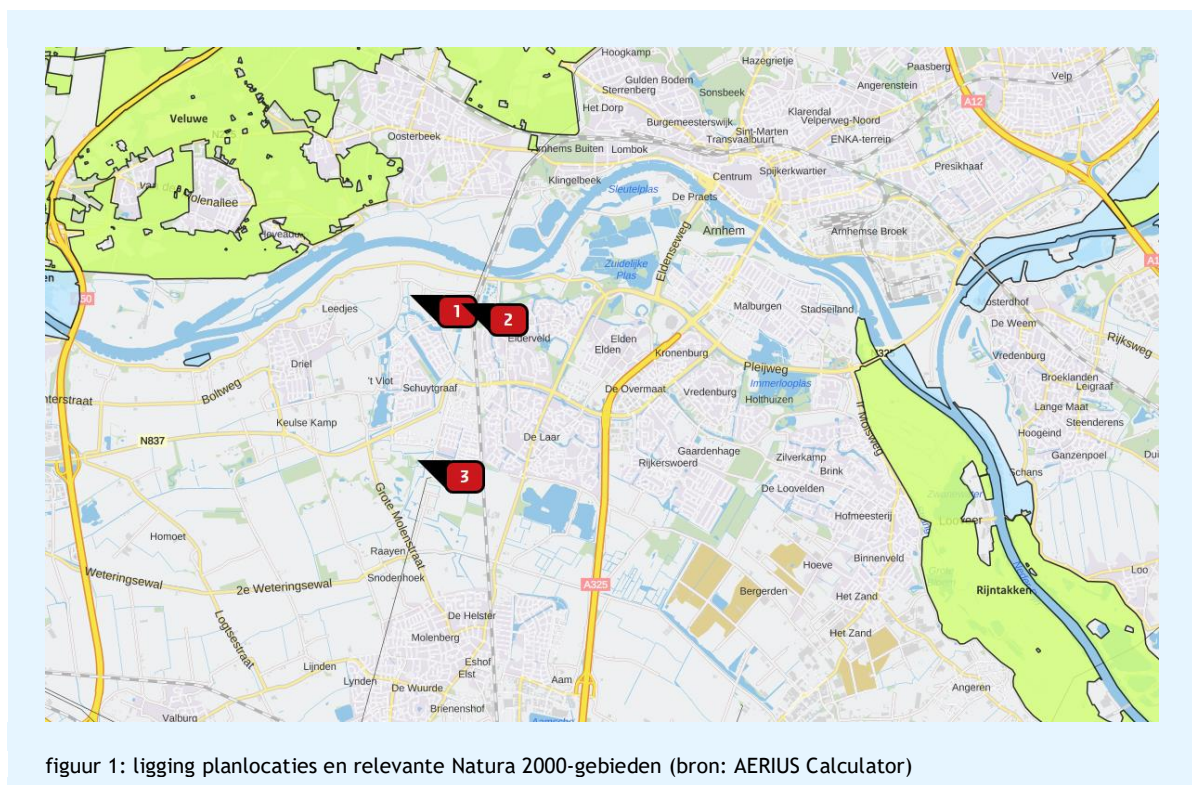 Hoogkamp
Hazegrietje
Paasberg
Gulden Bodem
Sterrenberg
Sonsbeek
Angerenstein
Velp
Het Dorp
A12
Veluwe
Burgemeesterswijk
Klarendal
Velperweg-Noord
Oosterbeek
Sint-Marten
Transvaalbuurt
ENKA-terrein
Lombok
Presikhaaf
Klingelbeek
Centrum
Spijkerkwartier
Sleutelplas
De Praets
Arnhem
Arnhemse Broek
Eldenseweg
Zuidelijke
Plas
Leedjes
1
2
Malburgen
Stadseiland
De Weem
Elden
Elden
Kronenburg
Rijksweg
Vredenburg
Driel
't Vlot
Schuytgraaf
Pleijweg
Immerlooplas
Boltweg
De Overmaat
Vredenburg
Holthuizen
Broeklanden
Leigraaf
Lange Maat
Steenderens
Keulse Kamp
N837
De Laar
Gaardenhage
Rijkerswoerd
Zilverkamp
Brink
Hoogeind
Ganzenpoel
3
Schans
De Loovelden
Grote Molenstraat
Hofmeesterij
Homoet
Raayen
Snodenhoek
Weteringsewal
2e Weteringsewal
A325
Hoeve
Binnenveld
Bergerden
Het Zand
Rijntakken
Loo
Logtsestraat
De Helster
Molenberg
Het Zand
Lijnden
Lynden
Eshof
Elst
De Wuurde
Aam
Angeren
Brienenshof
Valburg
figuur 1: ligging planlocaties en relevante Natura 2000-gebieden (bron: AERIUS Calculator)